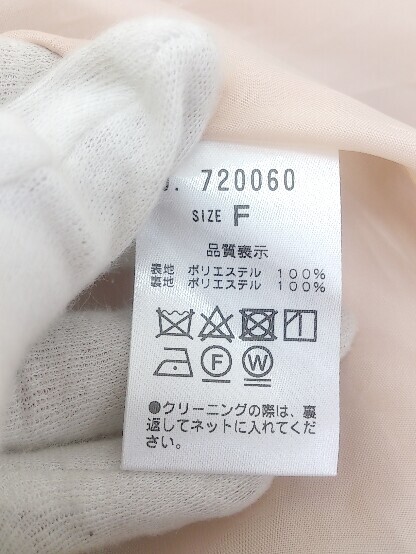 . 720060
SIZE F
品質表示
表地 ポリエステル 100%
裏地 ポリエステル 100%
F W
●クリーニングの際は、裏
返してネットに入れてくだ
さい。